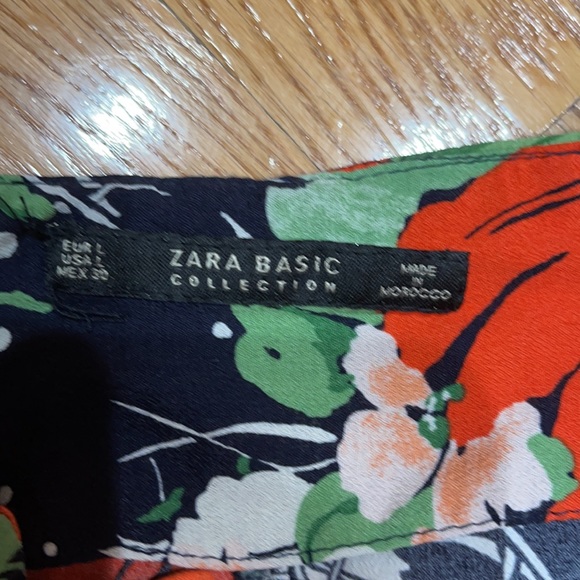 EUR L
USA L
MEX 30
ZARA BASIC
COLLECTION
MADE
IN
MOROCCO